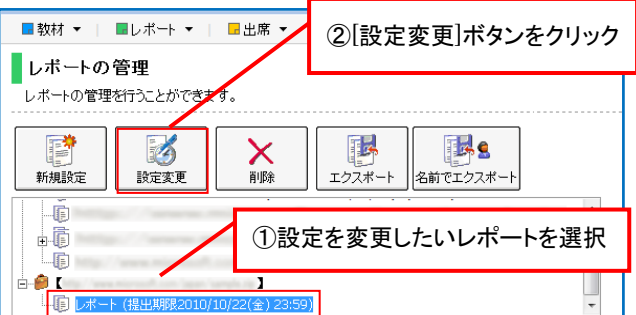 教材 ▼ | レポート ▼ | 出席 ▼
②[設定変更]ボタンをクリック
レポートの管理
レポートの管理を行うことができます。
新規設定 設定変更 削除 エクスポート 名前でエクスポート
①設定を変更したいレポートを選択
【 】
レポート (提出期限2010/10/22(金) 23:59)